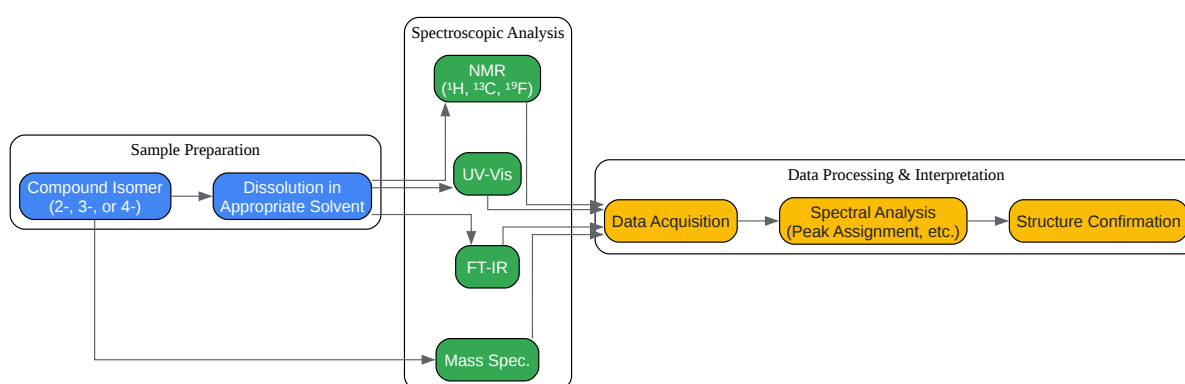 Sample Preparation
Compound Isomer
(2-, 3-, or 4-)
Dissolution in
Appropriate Solvent
Spectroscopic Analysis
NMR
(¹H, ¹³C, ¹⁹F)
UV-Vis
FT-IR
Mass Spec.
Data Processing & Interpretation
Data Acquisition
Spectral Analysis
(Peak Assignment, etc.)
Structure Confirmation